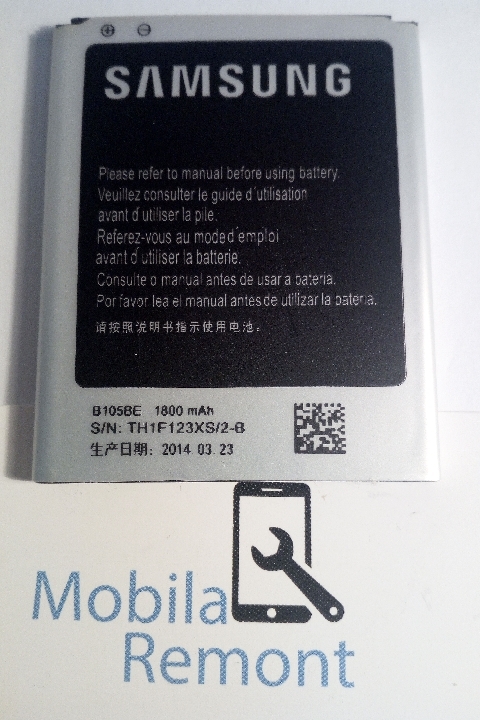 SAMSUNG
Please refer to manual before using battery.
Veuillez consulter le guide d'utilisation
avant d'utiliser la pile.
Referez-vous au mode d'emploi
avant d'utiliser la batterie.
Consulte o manual antes de usar a bateria.
Por favor lea el manual antes de utilizar la bateria.
请按照说明书指示使用电池。
B105BE 1800 mAh
S/N: TH1F123XS/2-B
生产日期: 2014 03 23
Mobila
Remont